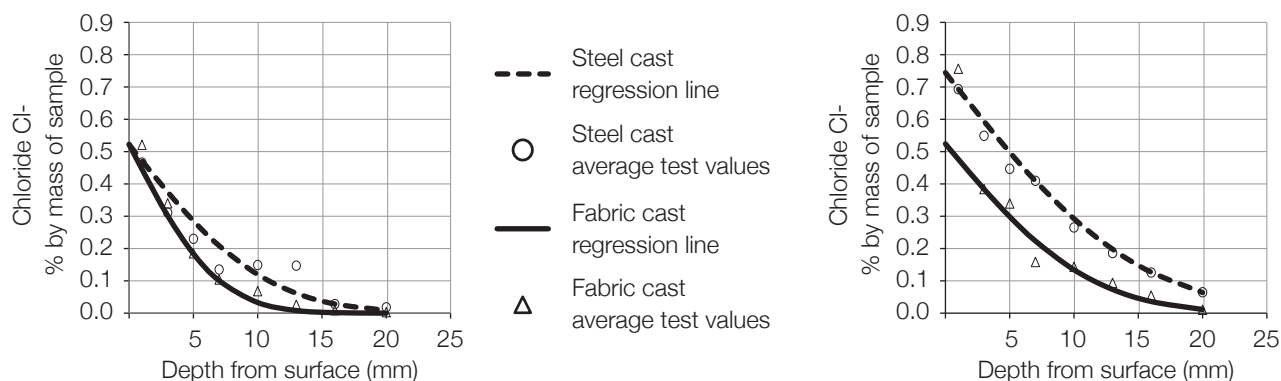 Chloride Cl-
% by mass of sample
0.9
0.8
0.7
0.6
0.5
0.4
0.3
0.2
0.1
0.0
5
10
15
20
25
Depth from surface (mm)
Steel cast
regression line
Steel cast
average test values
Fabric cast
regression line
Fabric cast
average test values
Chloride Cl-
% by mass of sample
0.9
0.8
0.7
0.6
0.5
0.4
0.3
0.2
0.1
0.0
5
10
15
20
25
Depth from surface (mm)